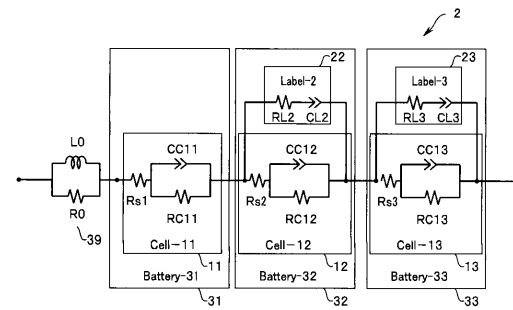 2
22
23
Label-2
Label-3
RL2
CL2
RL3
CL3
L0
R0
39
CC11
Rs1
RC11
CC12
Rs2
RC12
CC13
Rs3
RC13
Cell-11
11
Cell-12
12
Cell-13
13
Battery-31
31
Battery-32
32
Battery-33
33